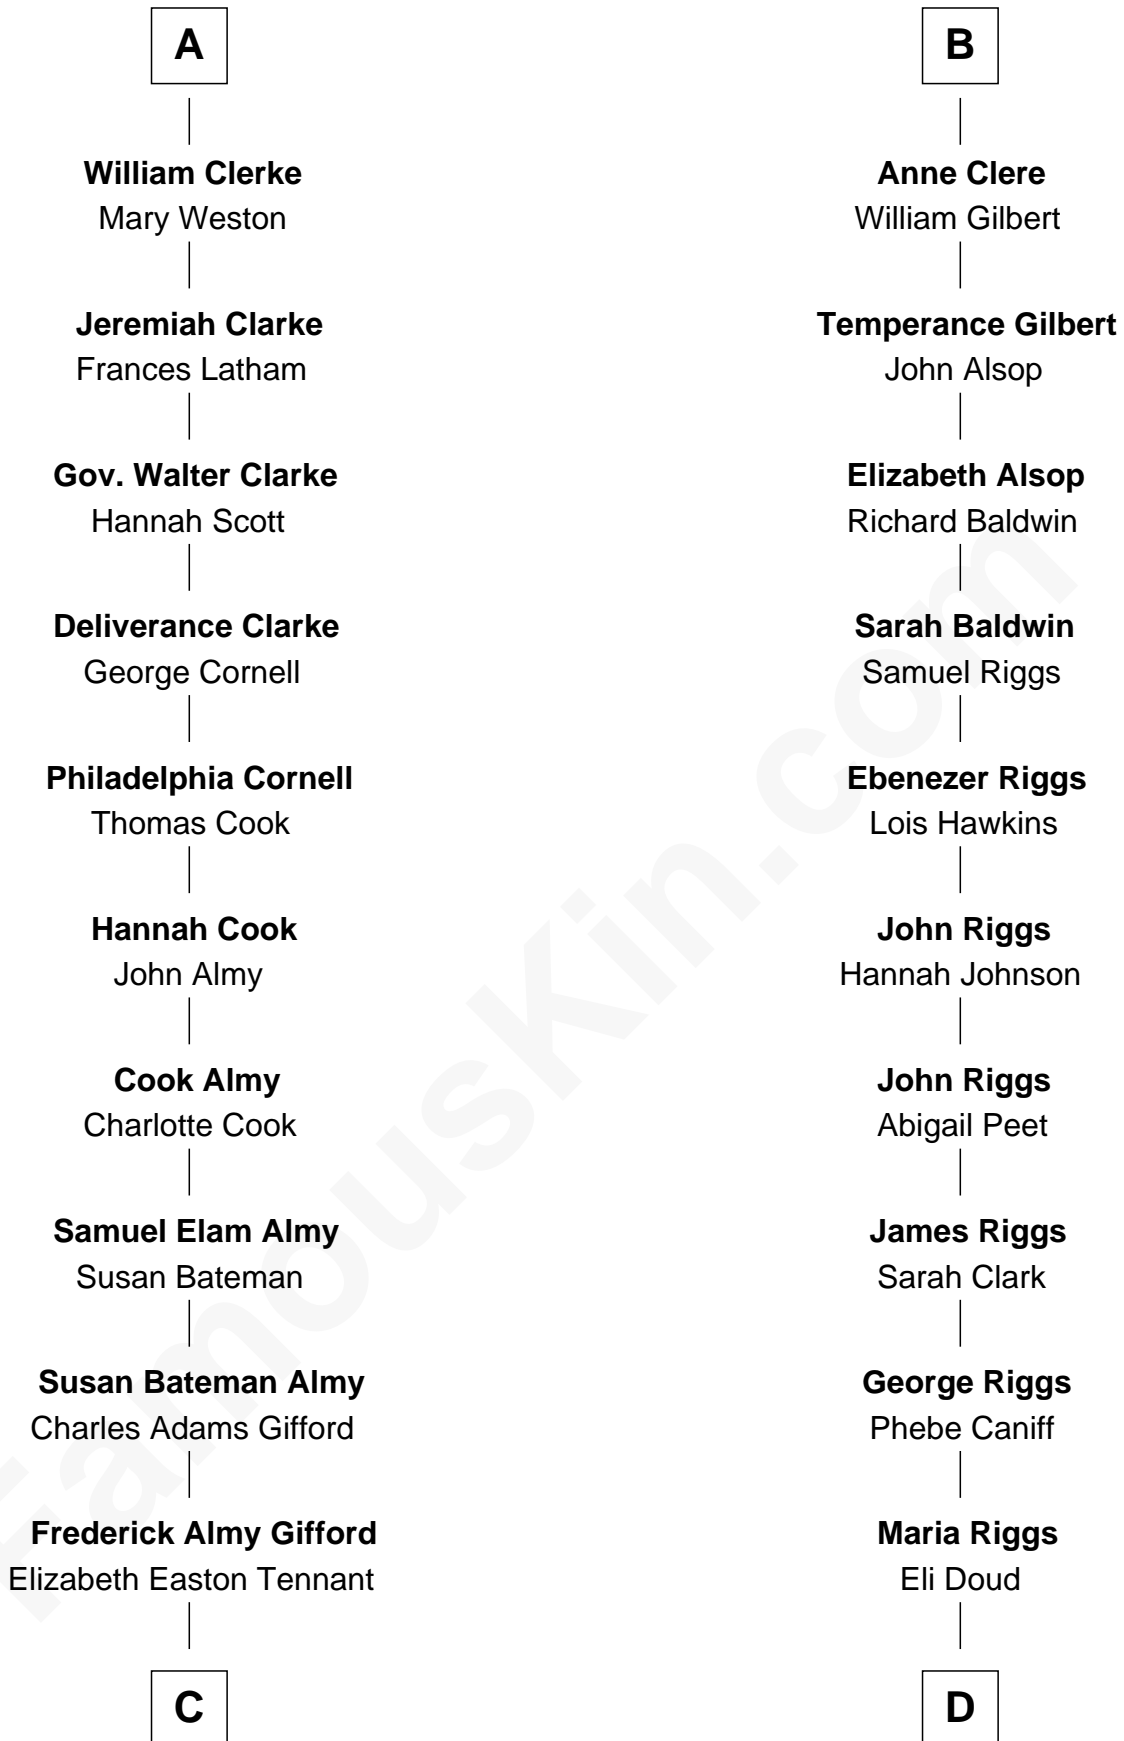 A
William Clerke
Mary Weston
Jeremiah Clarke
Frances Latham
Gov. Walter Clarke
Hannah Scott
Deliverance Clarke
George Cornell
Philadelphia Cornell
Thomas Cook
Hannah Cook
John Almy
Cook Almy
Charlotte Cook
Samuel Elam Almy
Susan Bateman
Susan Bateman Almy
Charles Adams Gifford
Frederick Almy Gifford
Elizabeth Easton Tennant
C
B
Anne Clere
William Gilbert
Temperance Gilbert
John Alsop
Elizabeth Alsop
Richard Baldwin
Sarah Baldwin
Samuel Riggs
Ebenezer Riggs
Lois Hawkins
John Riggs
Hannah Johnson
John Riggs
Abigail Peet
James Riggs
Sarah Clark
George Riggs
Phebe Caniff
Maria Riggs
Eli Doud
D
FamousKin.com